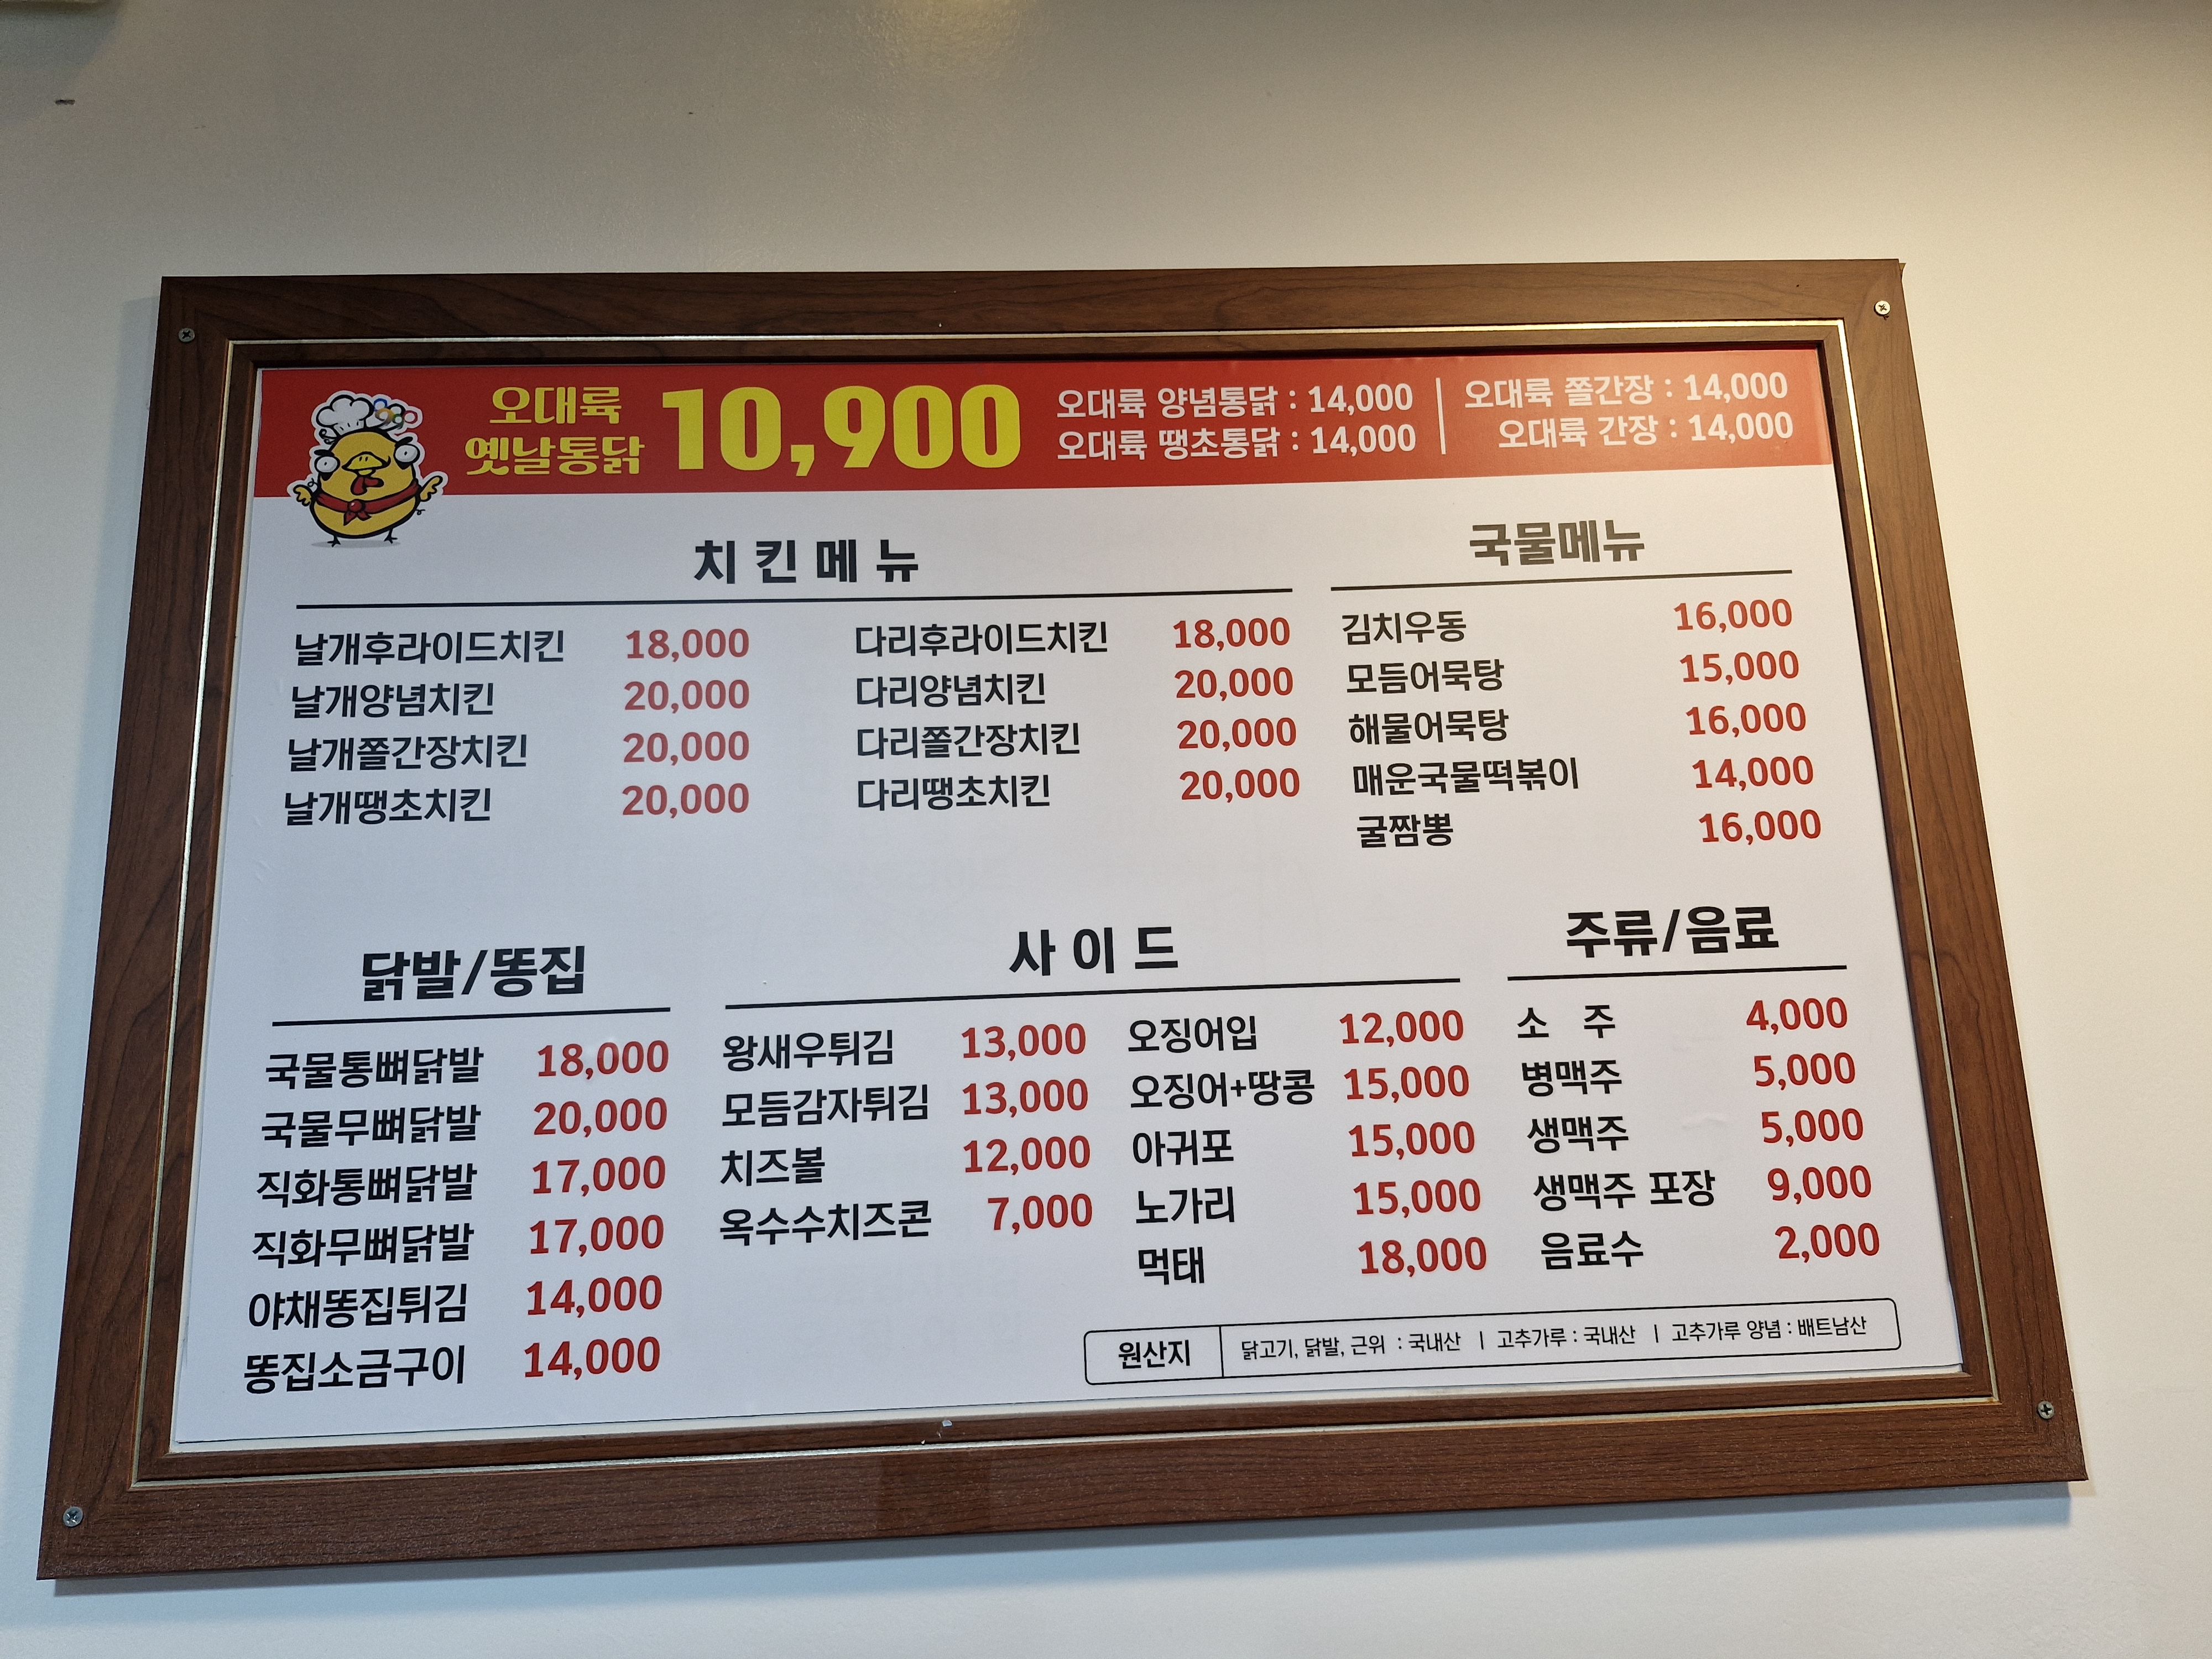 오대륙
옛날통닭
10,900
오대륙 양념통닭 : 14,000
오대륙 땡초통닭 : 14,000
오대륙 쫄간장 : 14,000
오대륙 간장 : 14,000
치킨메뉴
날개후라이드치킨 18,000
날개양념치킨 20,000
날개쫄간장치킨 20,000
날개땡초치킨 20,000
다리후라이드치킨 18,000
다리양념치킨 20,000
다리쫄간장치킨 20,000
다리땡초치킨 20,000
국물메뉴
김치우동 16,000
모듬어묵탕 15,000
해물어묵탕 16,000
매운국물떡볶이 14,000
굴짬뽕 16,000
닭발/똥집
국물통뼈닭발 18,000
국물무뼈닭발 20,000
직화통뼈닭발 17,000
직화무뼈닭발 17,000
야채똥집튀김 14,000
똥집소금구이 14,000
사이드
왕새우튀김 13,000
모듬감자튀김 13,000
치즈볼 12,000
옥수수치즈콘 7,000
오징어입 12,000
오징어+땅콩 15,000
아귀포 15,000
노가리 15,000
먹태 18,000
주류/음료
소 주 4,000
병맥주 5,000
생맥주 5,000
생맥주 포장 9,000
음료수 2,000
원산지 닭고기, 닭발, 근위 : 국내산 | 고추가루 : 국내산 | 고추가루 양념 : 배트남산